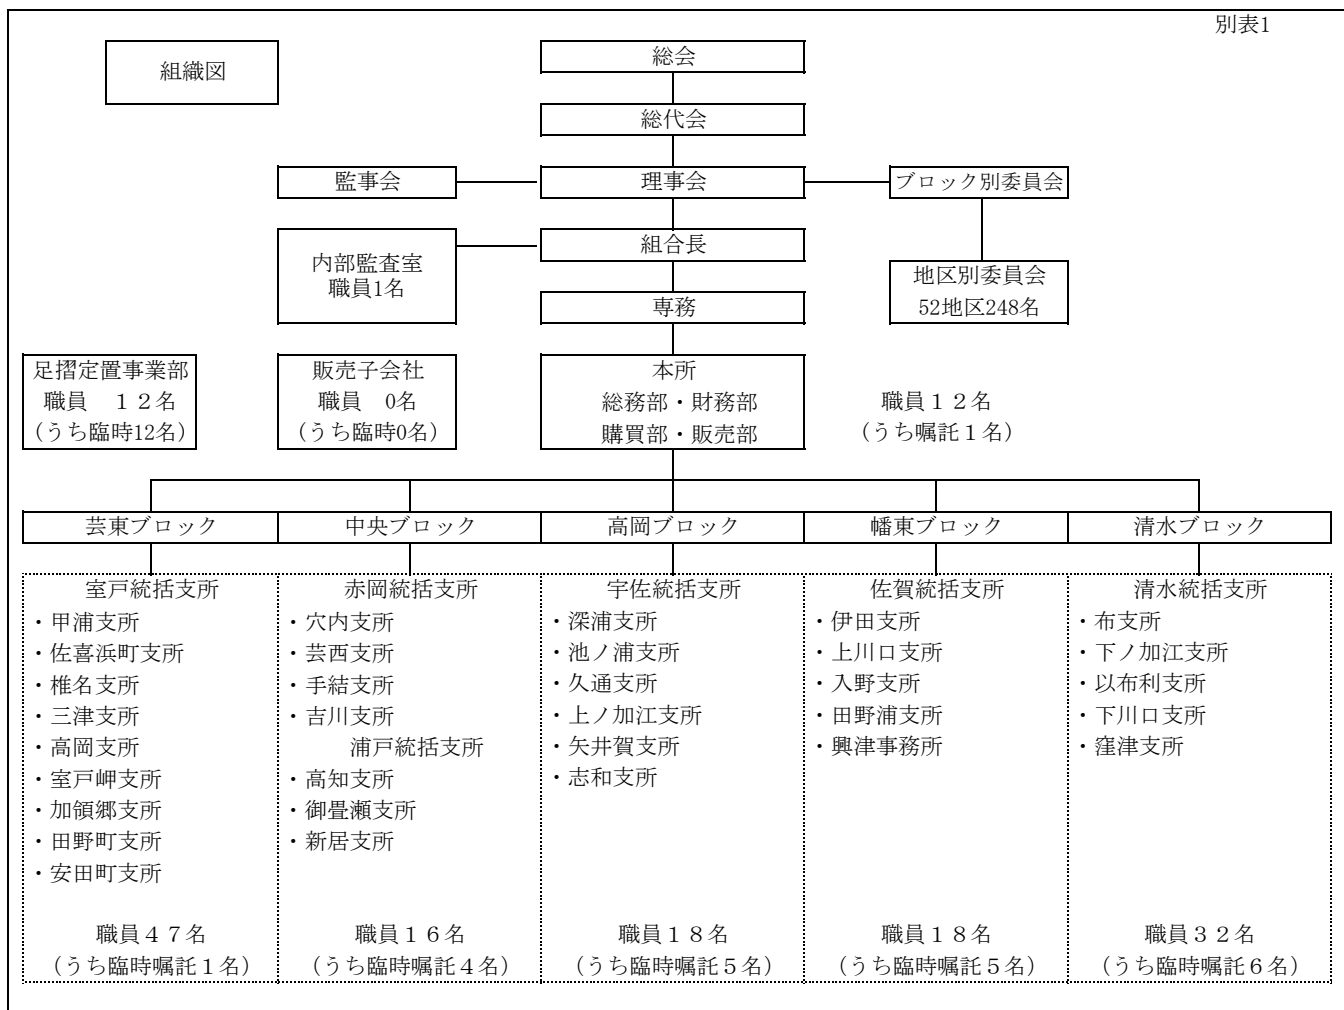 別表1
組織図
総会
総代会
監事会
理事会
ブロック別委員会
内部監査室
職員1名
組合長
地区別委員会
52地区248名
専務
足摺定置事業部
職員　１２名
(うち臨時12名)
販売子会社
職員　0名
(うち臨時0名)
本所
総務部・財務部
購買部・販売部
職員１２名
（うち嘱託１名）
芸東ブロック
中央ブロック
高岡ブロック
幡東ブロック
清水ブロック
室戸統括支所
・甲浦支所
・佐喜浜町支所
・椎名支所
・三津支所
・高岡支所
・室戸岬支所
・加領郷支所
・田野町支所
・安田町支所
職員４７名
（うち臨時嘱託１名）
赤岡統括支所
・穴内支所
・芸西支所
・手結支所
・吉川支所
浦戸統括支所
・高知支所
・御畳瀬支所
・新居支所
職員１６名
（うち臨時嘱託４名）
宇佐統括支所
・深浦支所
・池ノ浦支所
・久通支所
・上ノ加江支所
・矢井賀支所
・志和支所
職員１８名
（うち臨時嘱託５名）
佐賀統括支所
・伊田支所
・上川口支所
・入野支所
・田野浦支所
・興津事務所
職員１８名
（うち臨時嘱託５名）
清水統括支所
・布支所
・下ノ加江支所
・以布利支所
・下川口支所
・窪津支所
職員３２名
（うち臨時嘱託６名）